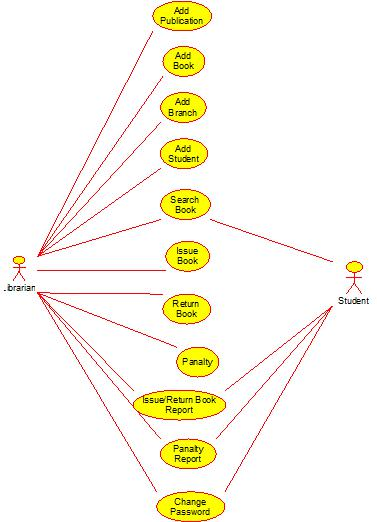 Add
Publication
Add
Book
Add
Branch
Add
Student
Search
Book
Issue
Book
Librarian
Student
Return
Book
Panalty
Issue/Return Book
Report
Panalty
Report
Change
Password